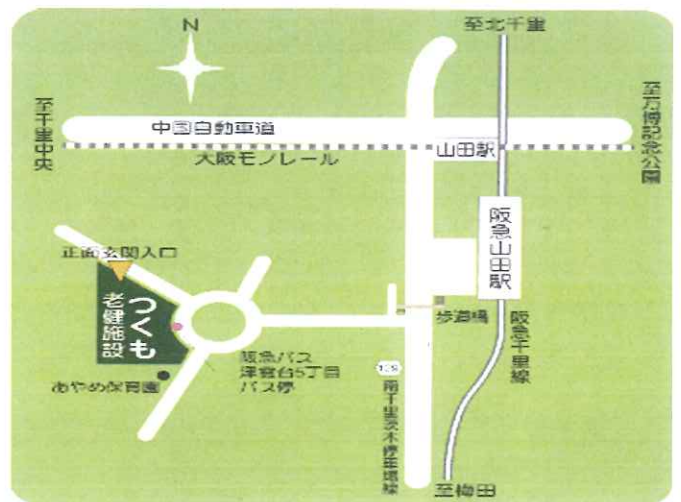 N
至北千里
至千里中央
中国自動車道
至万博記念公園
大阪モノレール
山田駅
阪急山田駅
正面玄関入口
老健施設
つくも
歩道橋
阪急千里線
阪急バス
津雲台5丁目
バス停
あやめ保育園
129
南千里茨木停車場線
至梅田